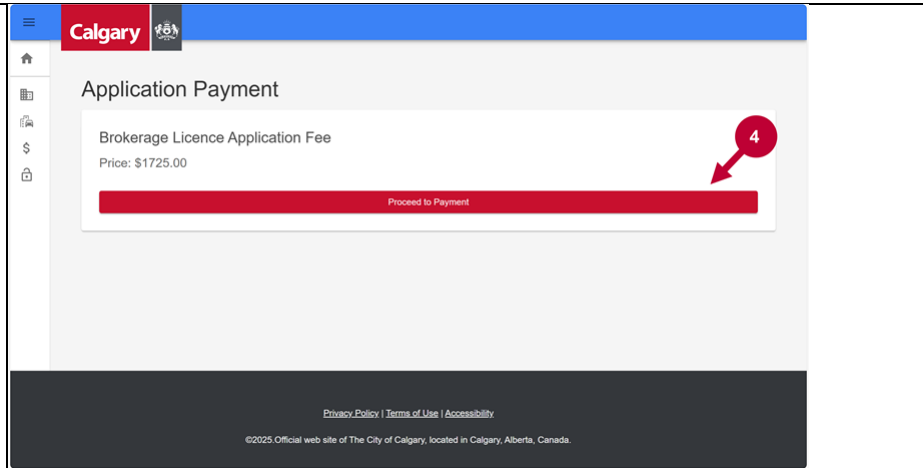 Calgary
Application Payment
Brokerage Licence Application Fee
Price: $1725.00
4
Proceed to Payment
Privacy Policy | Terms of Use | Accessibility
©2025.Official web site of The City of Calgary, located in Calgary, Alberta, Canada.